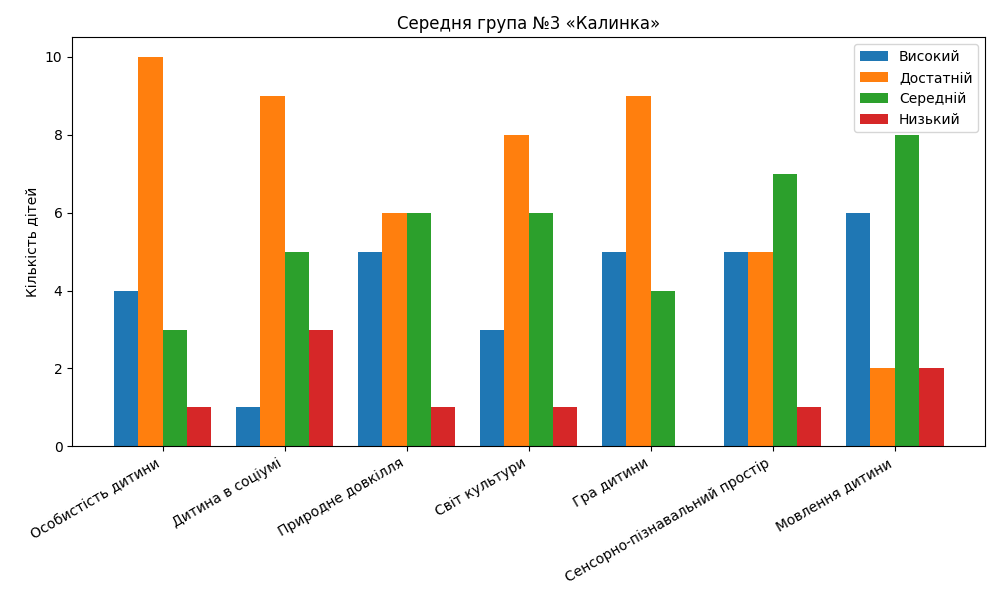 Середня група №3 «Калинка»
Високий
Достатній
Середній
Низький
Кількість дітей
10
8
6
4
2
0
Особистість дитини
Дитина в соціумі
Природне довкілля
Світ культури
Гра дитини
Сенсорно-пізнавальний простір
Мовлення дитини